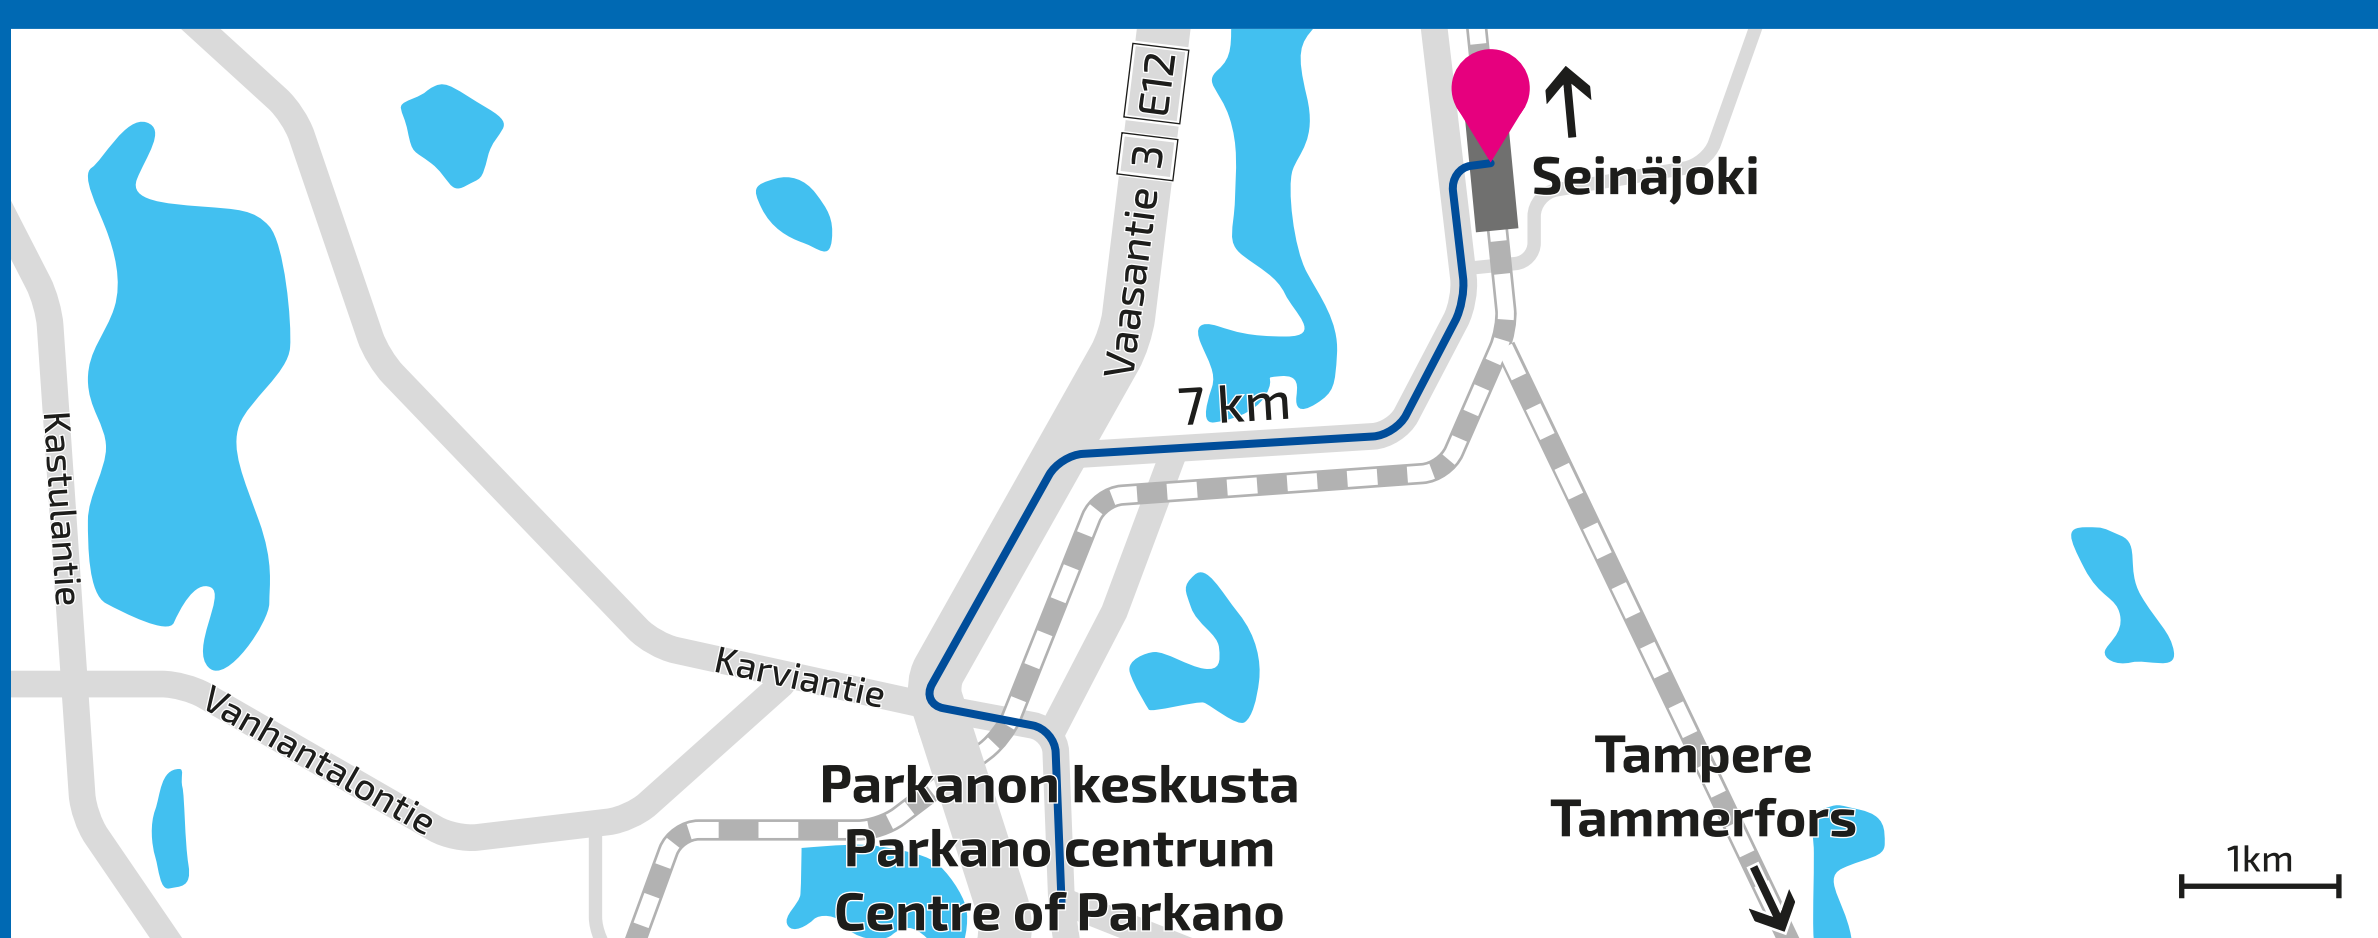 E12
3
Vaasantie
Seinäjoki
7 km
Kastulantie
Karviantie
Vanhantalontie
Parkanon keskusta
Parkano centrum
Centre of Parkano
Tampere
Tammerfors
1km